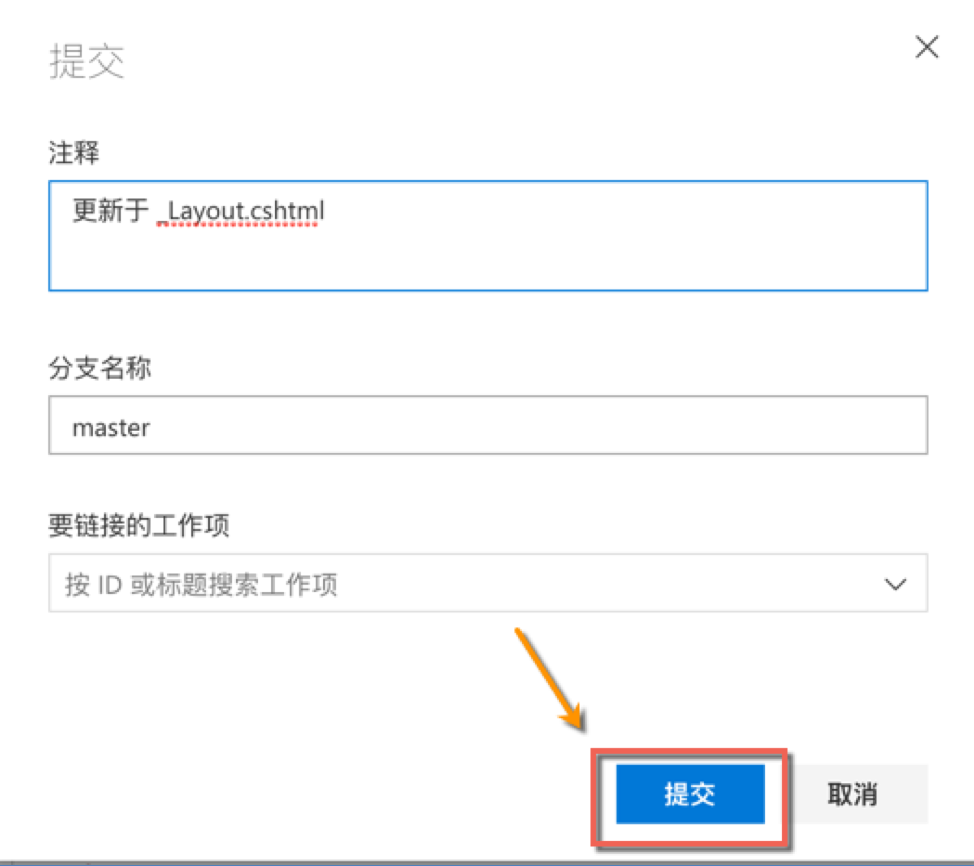 提交
注释
更新于 _Layout.cshtml
分支名称
master
要链接的工作项
按 ID 或标题搜索工作项
提交
取消